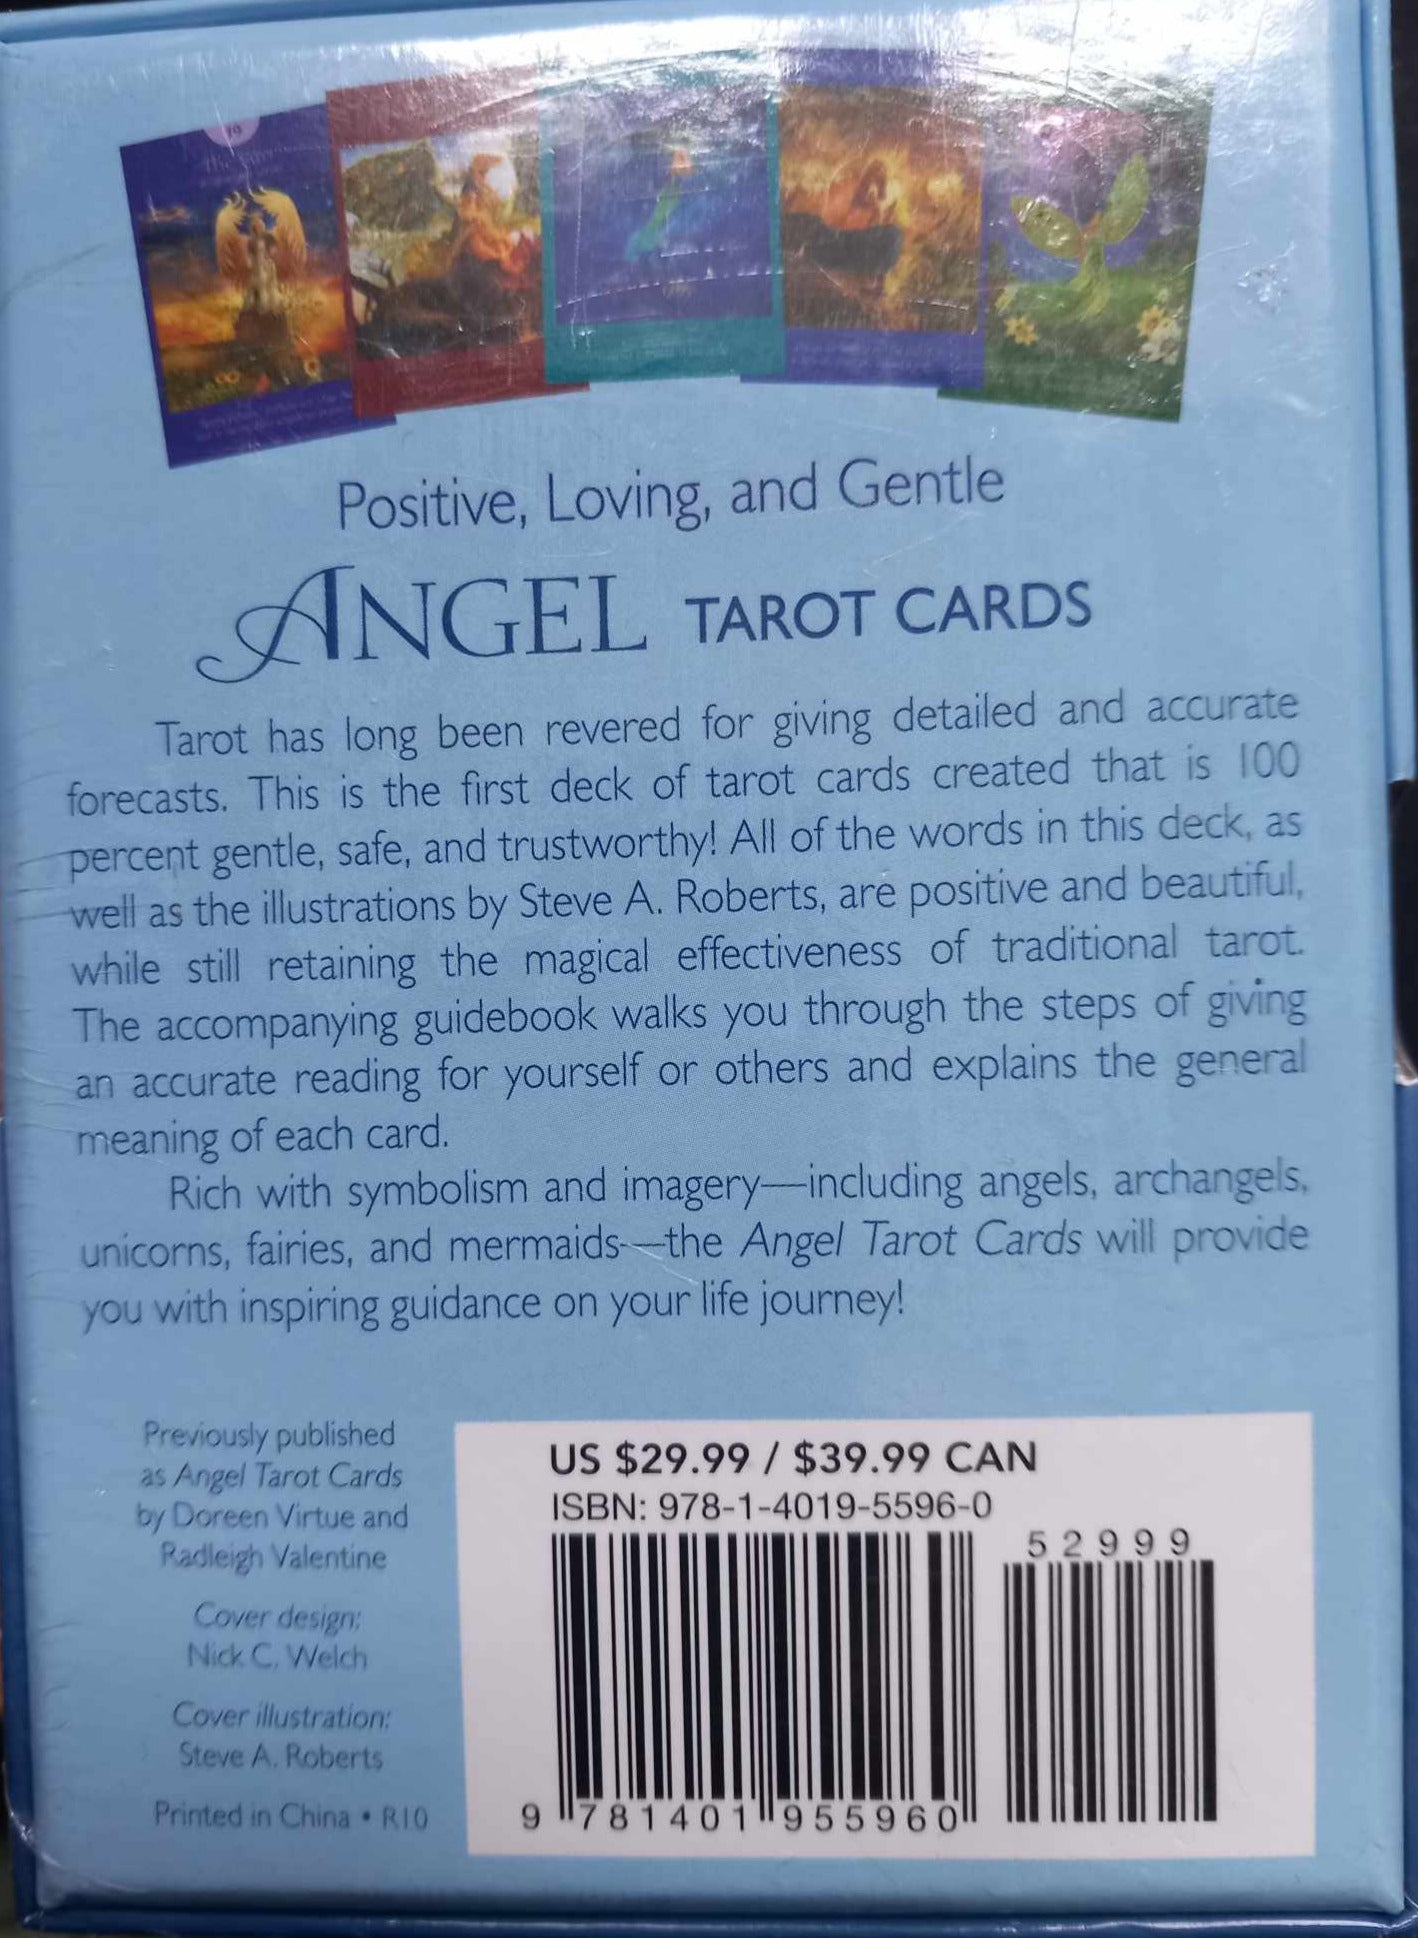 19
Positive, Loving, and Gentle
ANGEL TAROT CARDS
Tarot has long been revered for giving detailed and accurate
forecasts. This is the first deck of tarot cards created that is 100
percent gentle, safe, and trustworthy! All of the words in this deck, as
well as the illustrations by Steve A. Roberts, are positive and beautiful,
while still retaining the magical effectiveness of traditional tarot.
The accompanying guidebook walks you through the steps of giving
an accurate reading for yourself or others and explains the general
meaning of each card.
Rich with symbolism and imagery—including angels, archangels,
unicorns, fairies, and mermaids—the Angel Tarot Cards will provide
you with inspiring guidance on your life journey!
Previously published
as Angel Tarot Cards
by Doreen Virtue and
Radleigh Valentine
Cover design:
Nick C. Welch
Cover illustration:
Steve A. Roberts
Printed in China • R10
US $29.99 / $39.99 CAN
ISBN: 978-1-4019-5596-0
52999
9 781401 955960